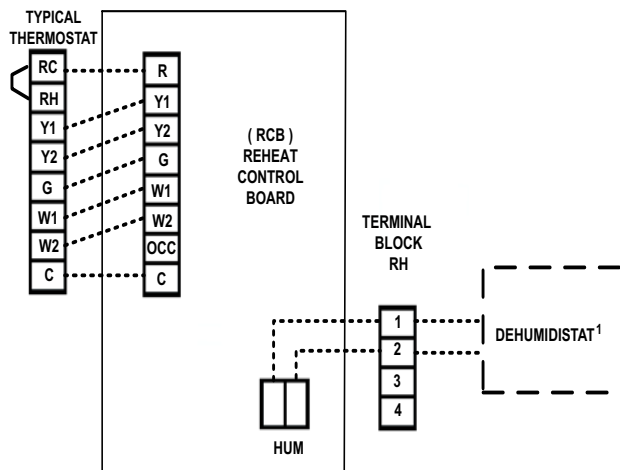 TYPICAL
THERMOSTAT
RC
RH
Y1
Y2
G
W1
W2
C
R
Y1
Y2
G
W1
W2
OCC
C
( RCB )
REHEAT
CONTROL
BOARD
HUM
TERMINAL
BLOCK
RH
1
2
3
4
DEHUMIDISTAT1